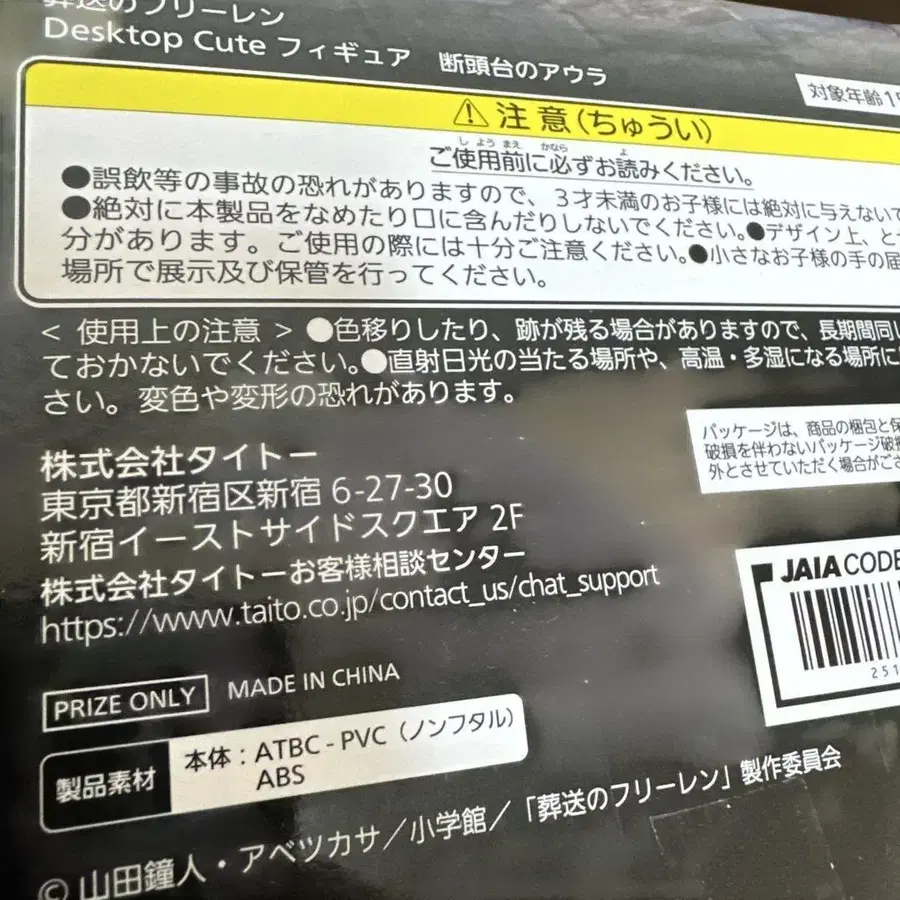 葬送のフリーレン
Desktop Cute フィギュア 断頭台のアウラ
対象年齢15
注意(ちゅうい)
ご使用前に必ずお読みください。
●誤飲等の事故の恐れがありますので、3才未満のお子様には絶対に与えないで
●絶対に本製品をなめたり口に含んだりしないでください。●デザイン上、と
分があります。ご使用の際には十分ご注意ください。●小さなお子様の手の届
場所で展示及び保管を行ってください。
< 使用上の注意 > ●色移りしたり、跡が残る場合がありますので、長期間同じ
ておかないでください。●直射日光の当たる場所や、高温・多湿になる場所に
さい。変色や変形の恐れがあります。
パッケージは、商品の梱包と保
破損を伴わないパッケージ破損
外とさせていただく場合がござ
株式会社タイトー
東京都新宿区新宿 6-27-30
新宿イーストサイドスクエア 2F
株式会社タイトーお客様相談センター
https://www.taito.co.jp/contact_us/chat_support
JAIA CODE
251
PRIZE ONLY MADE IN CHINA
製品素材 本体:ATBC-PVC(ノンフタル)
ABS
© 山田鐘人・アベツカサ/小学館/「葬送のフリーレン」製作委員会